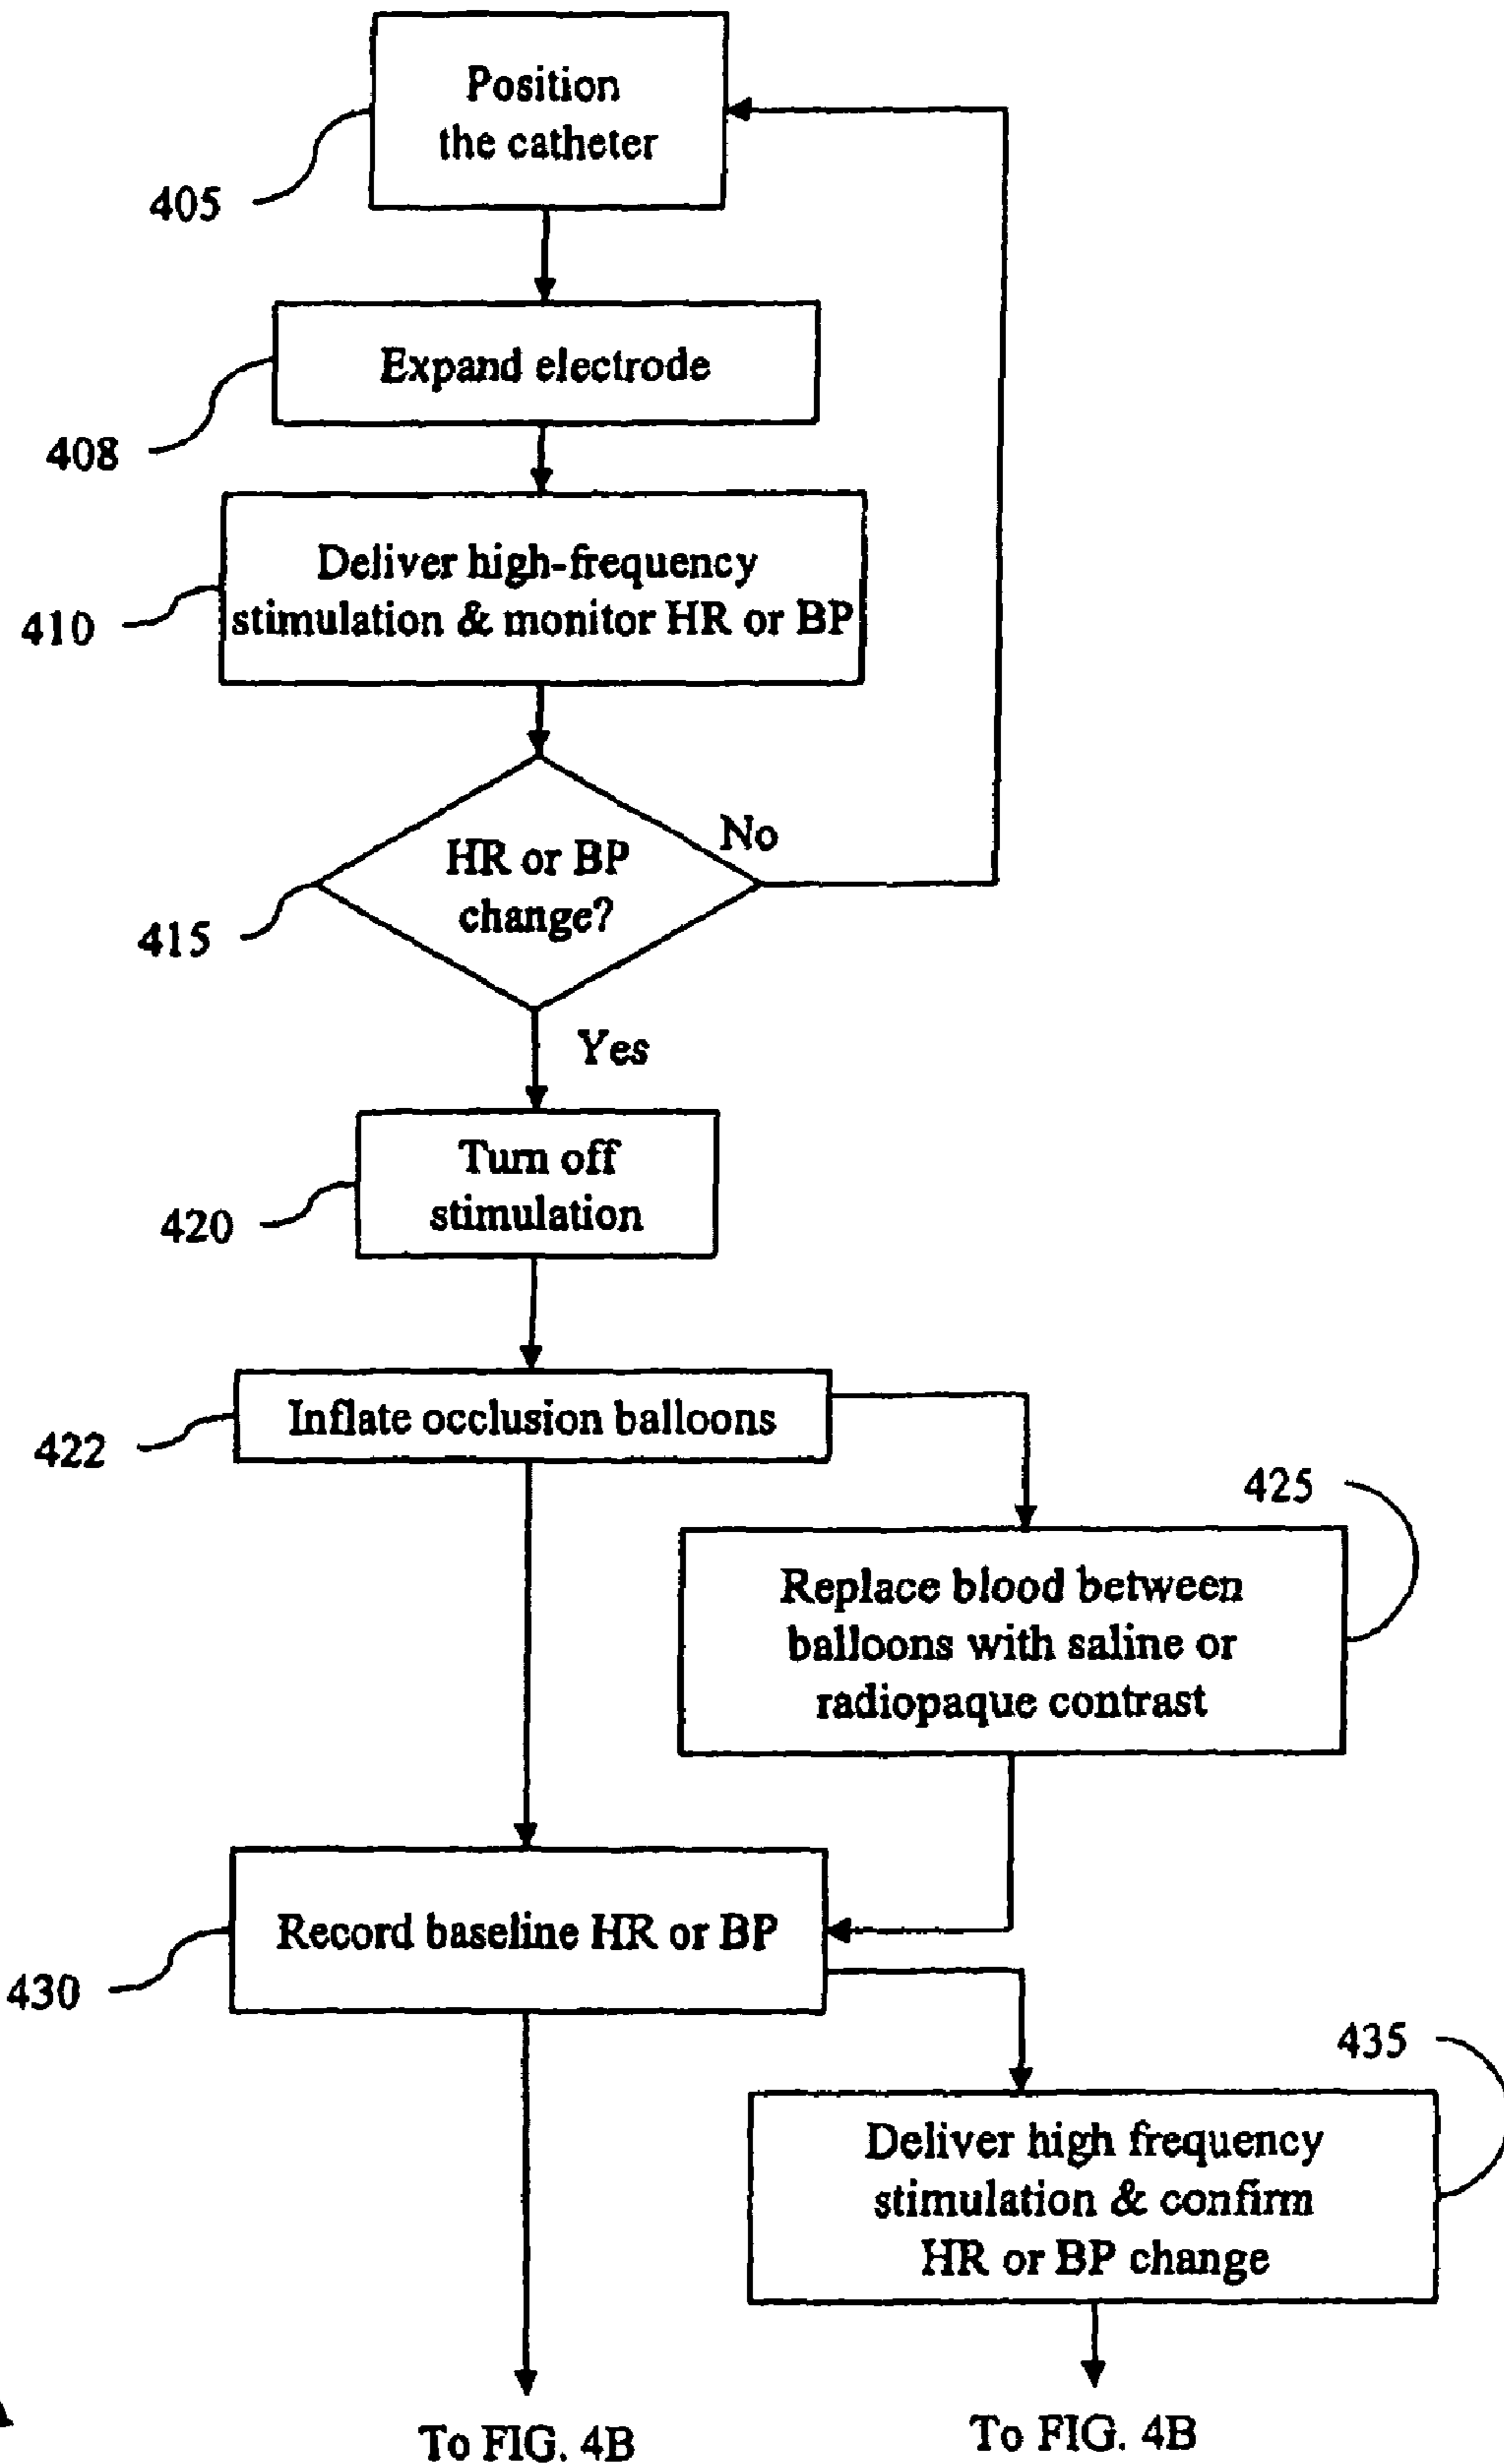 Position
the catheter
405
Expand electrode
408
Deliver high-frequency
stimulation & monitor HR or BP
410
HR or BP
change?
No
415
Yes
Turn off
stimulation
420
Inflate occlusion balloons
422
425
Replace blood between
balloons with saline or
radiopaque contrast
Record baseline HR or BP
430
435
Deliver high frequency
stimulation & confirm
HR or BP change
To FIG. 4B
To FIG. 4B